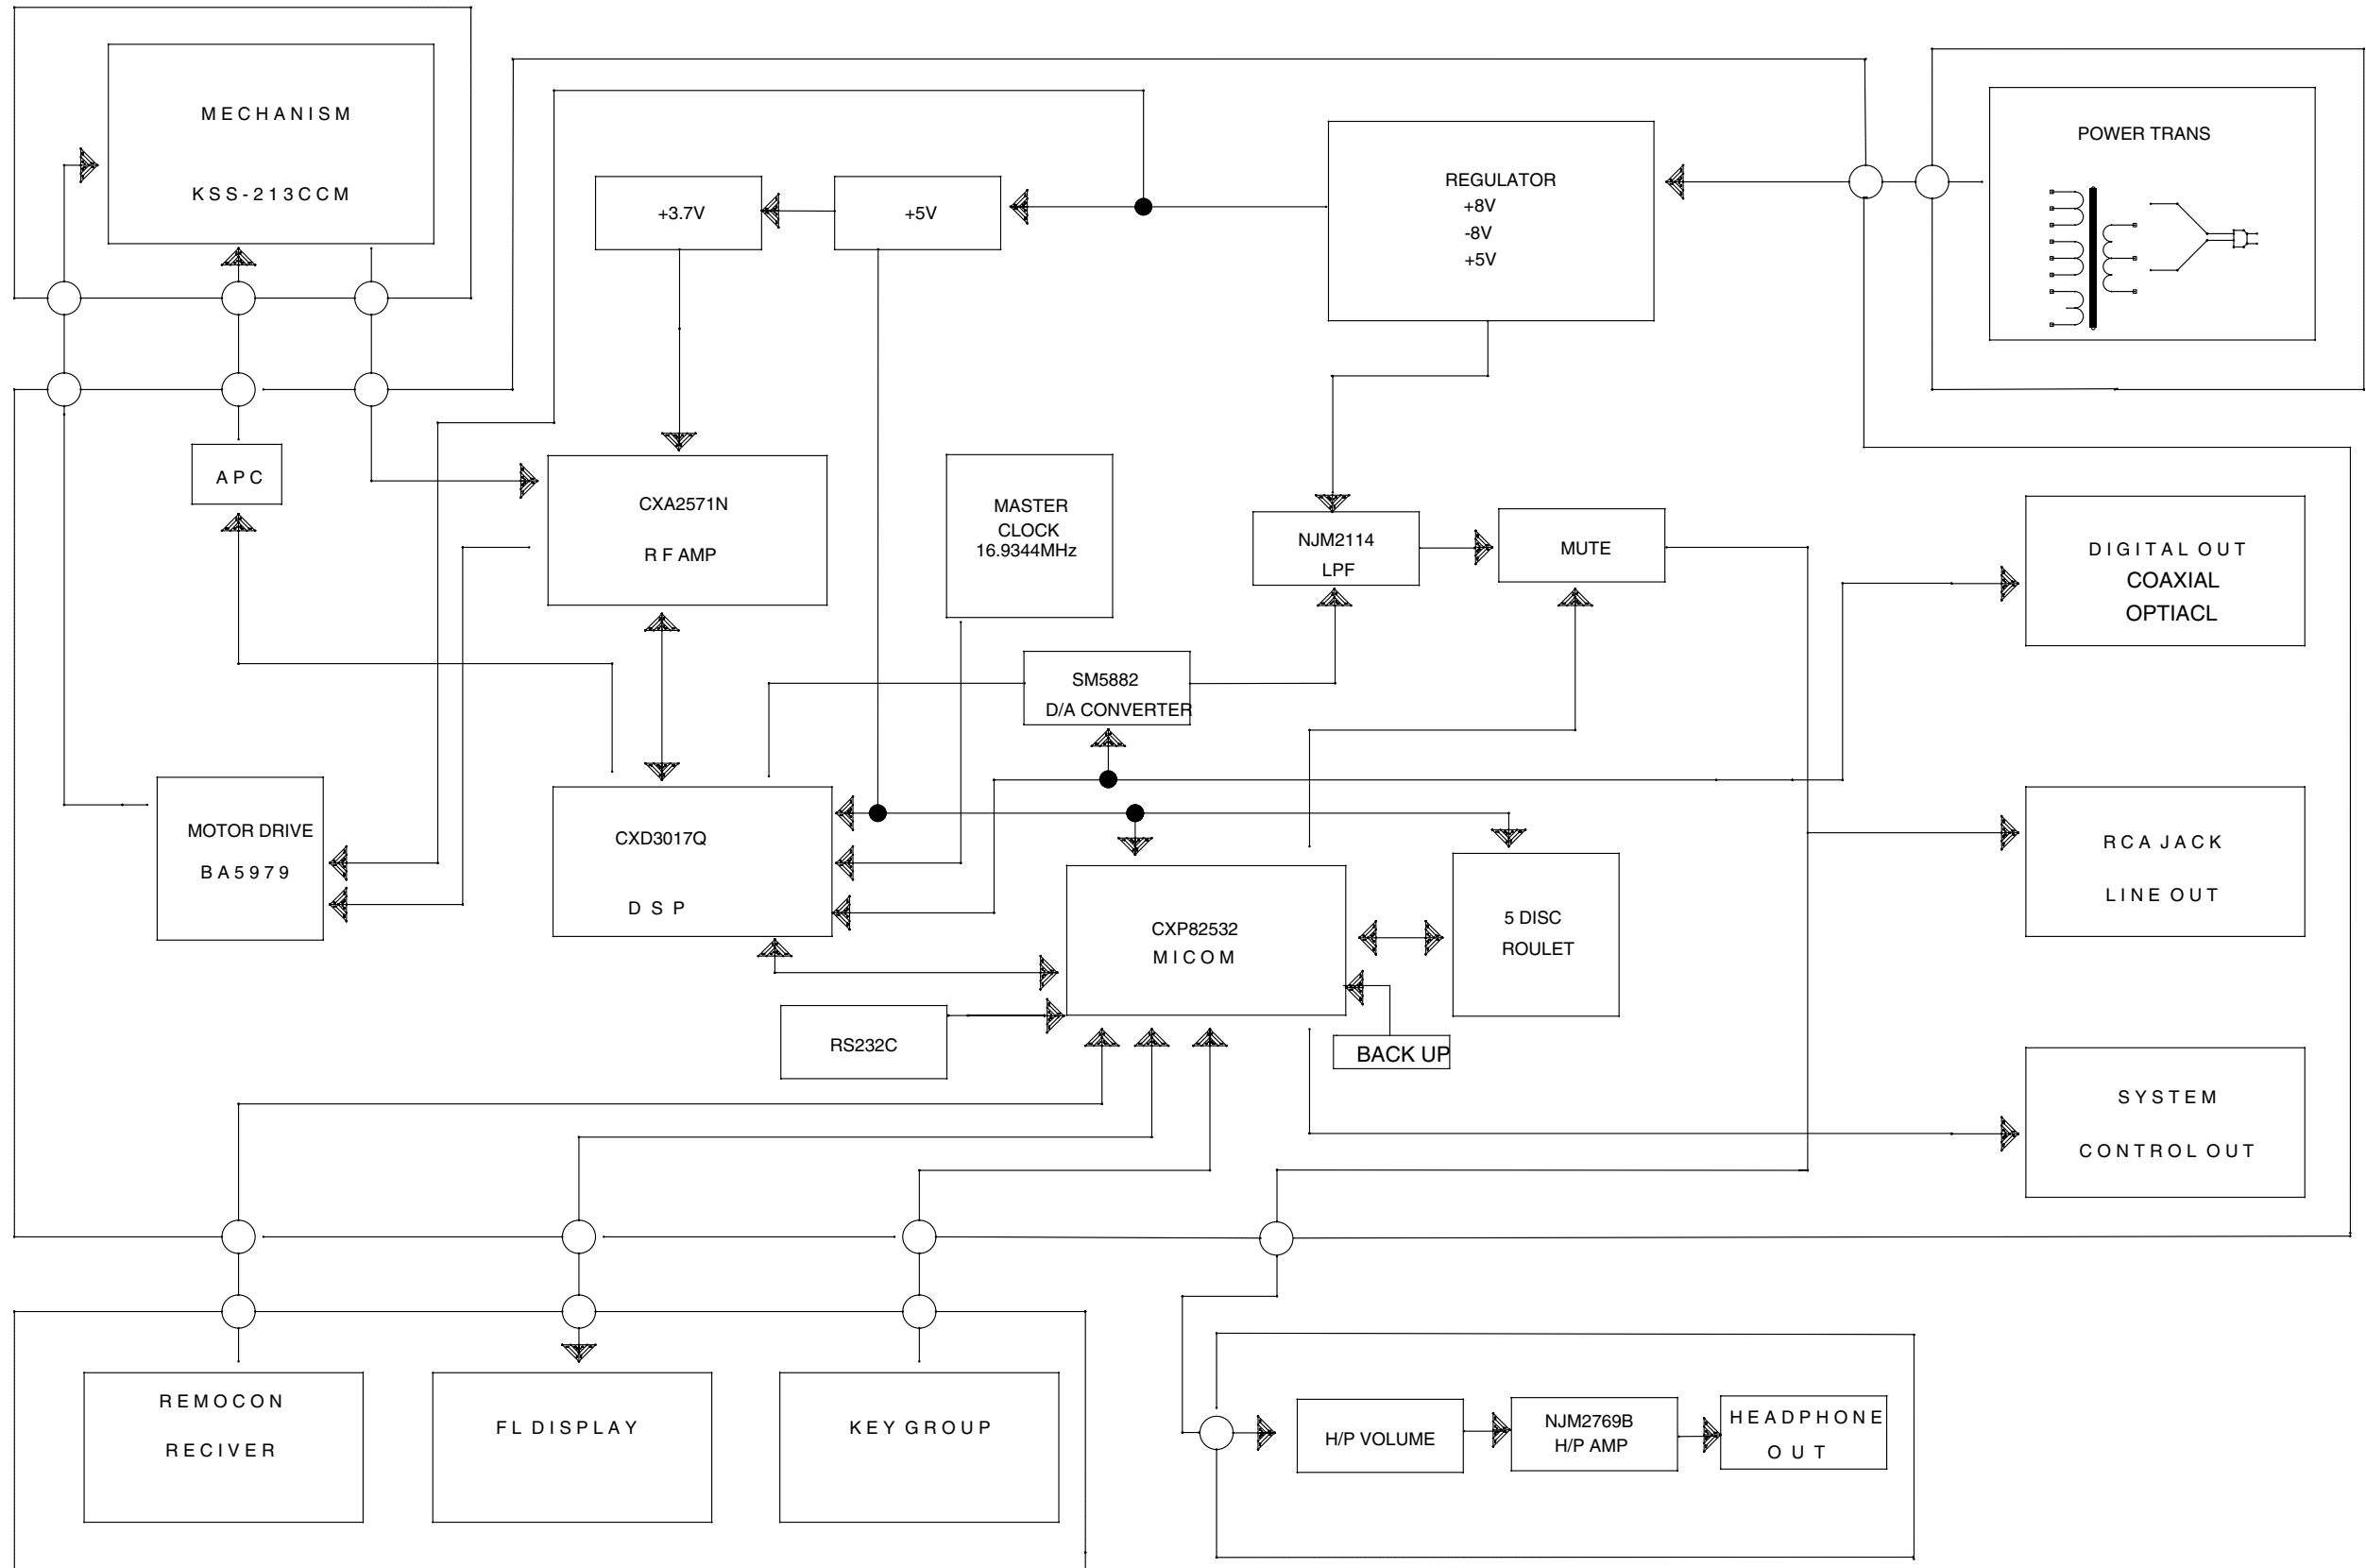 MECHANISM
KSS-213CCM
POWER TRANS
REGULATOR
+8V
-8V
+5V
+3.7V
+5V
APC
CXA2571N
RF AMP
MASTER
CLOCK
16.9344MHz
NJM2114
LPF
MUTE
DIGITAL OUT
COAXIAL
OPTIACL
SM5882
D/A CONVERTER
MOTOR DRIVE
BA5979
CXD3017Q
DSP
RCA JACK
LINE OUT
CXP82532
MICOM
5 DISC
ROULET
RS232C
BACK UP
SYSTEM
CONTROL OUT
REMOCON
RECIVER
FL DISPLAY
KEY GROUP
H/P VOLUME
NJM2769B
H/P AMP
HEADPHONE
OUT